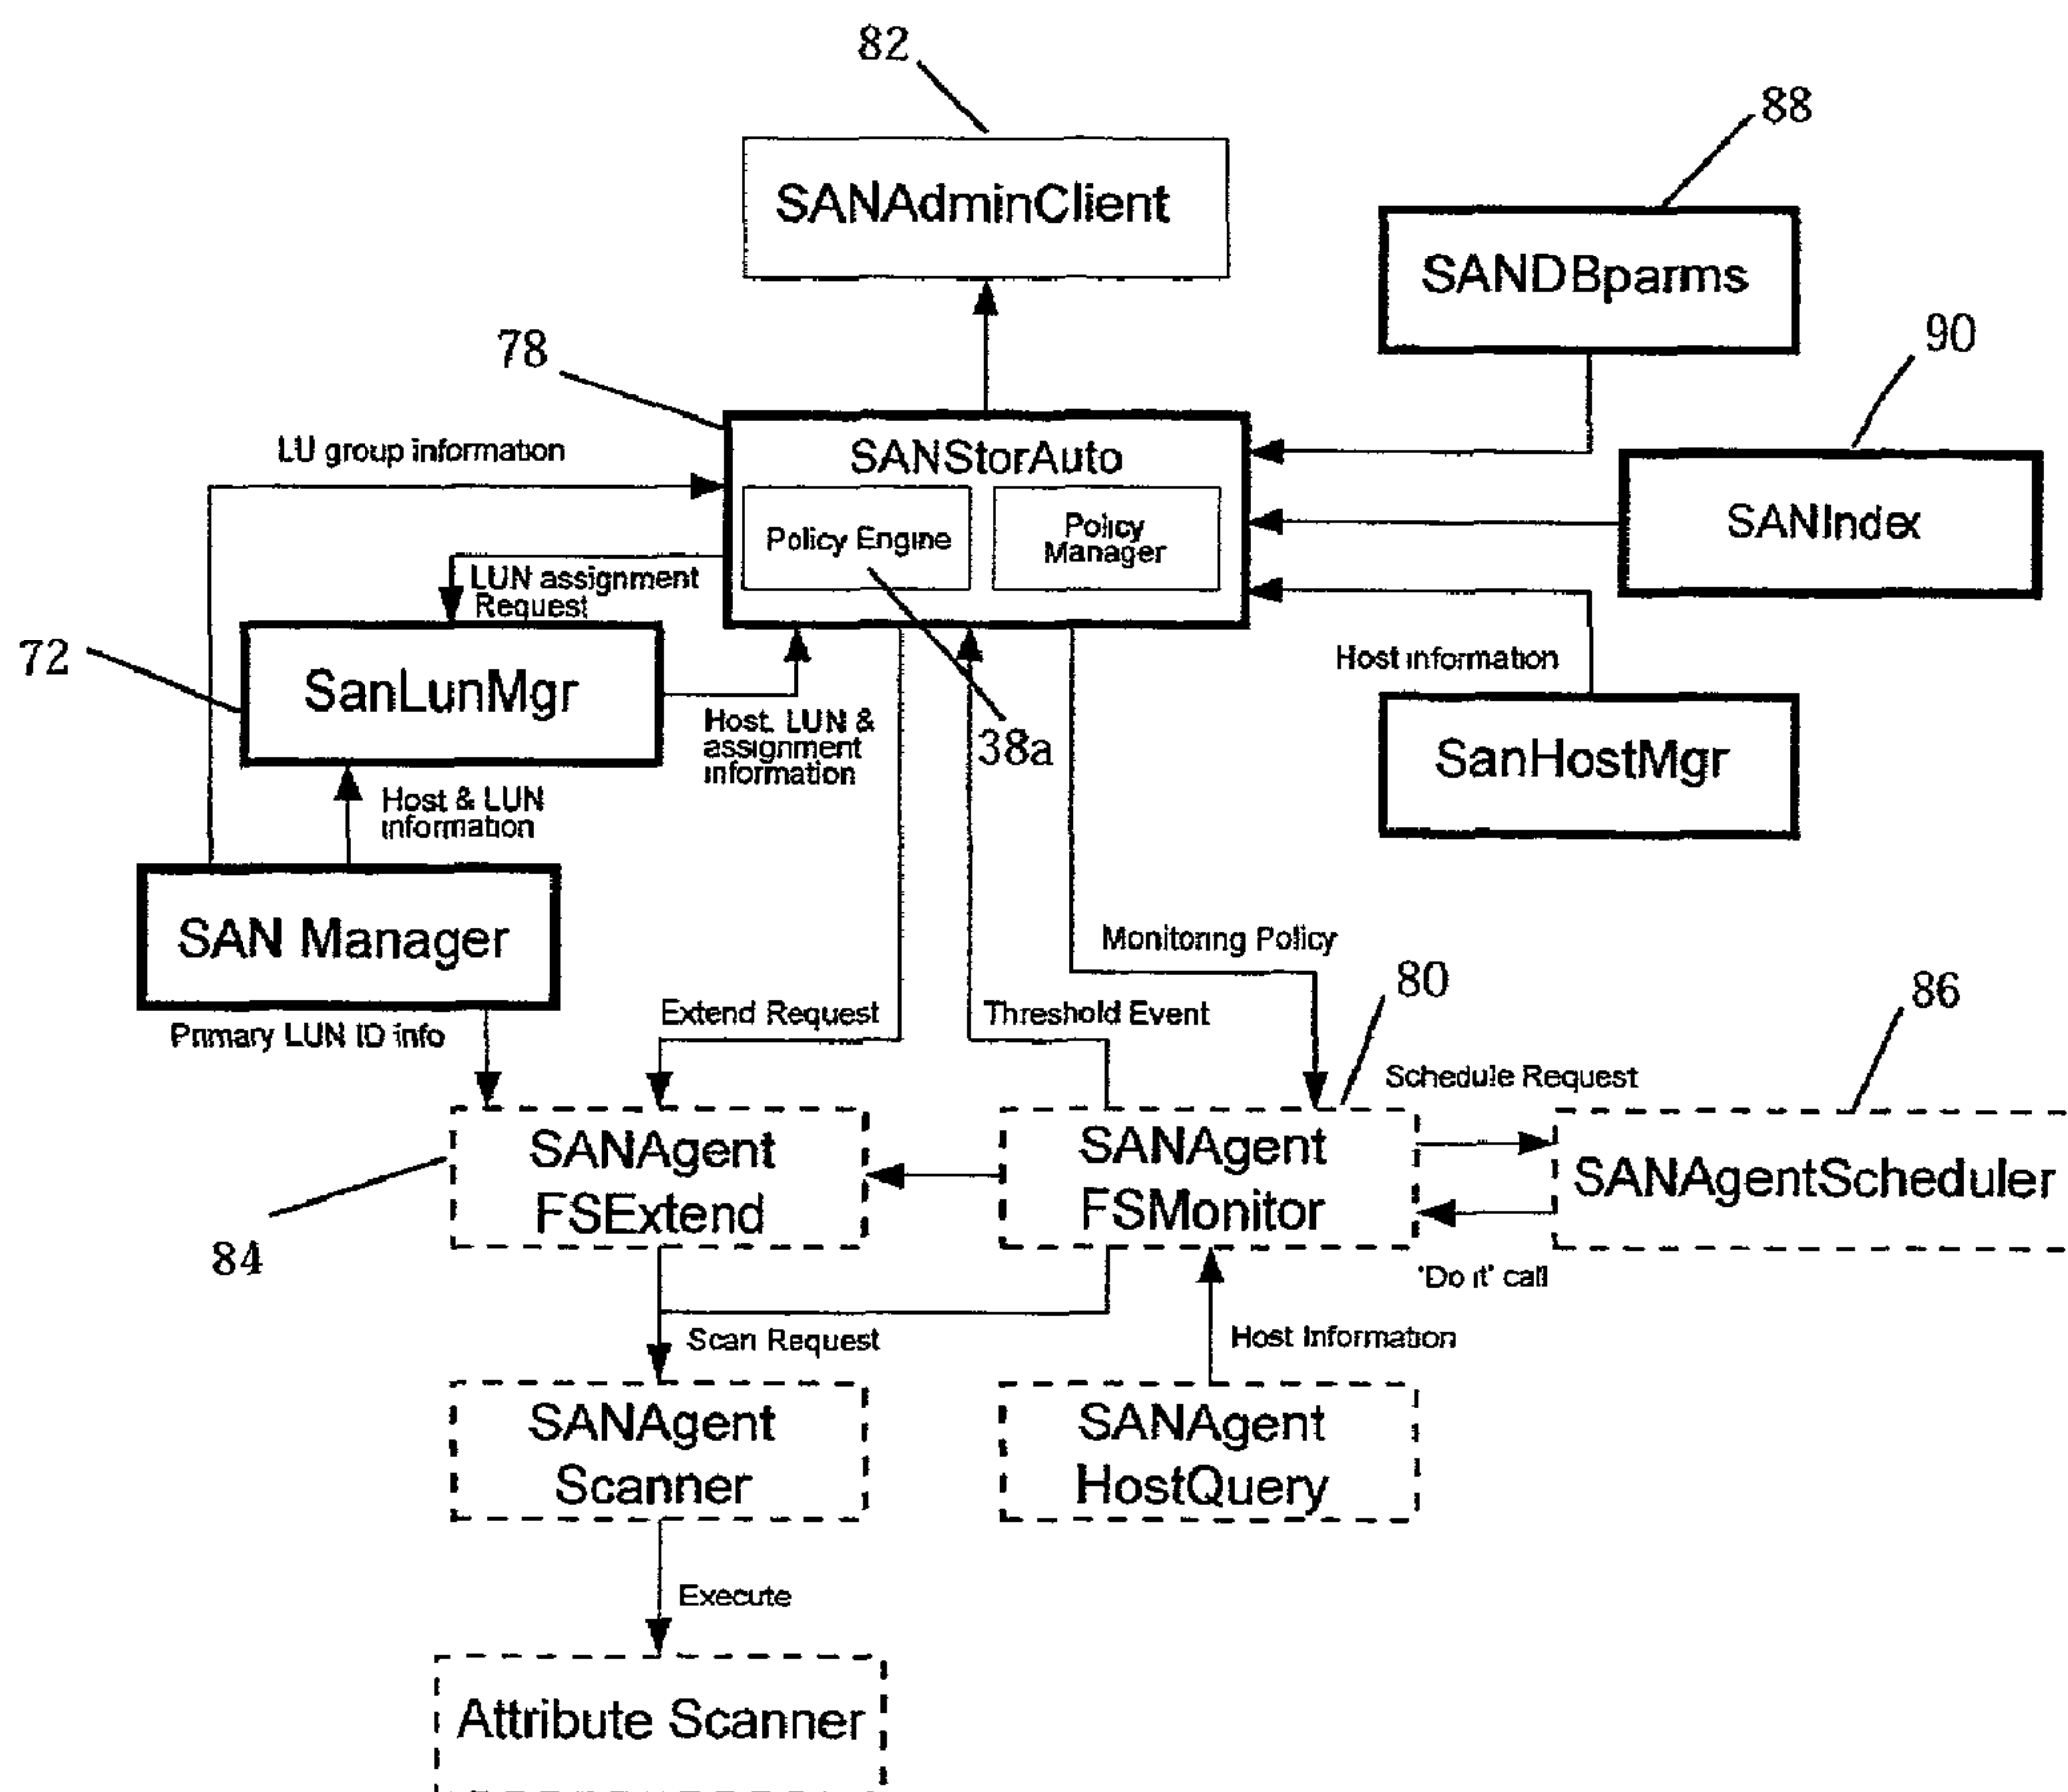 82
88
SANAdminClient
SANDBparms
78
90
LU group information
SANStorAuto
Policy Engine
Policy
Manager
SANIndex
LUN assignment
Request
72
SanLunMgr
Host information
Host, LUN &
assignment
information
38a
SanHostMgr
Host & LUN
information
SAN Manager
Monitoring Policy
80
86
Primary LUN ID info
Extend Request
Threshold Event
Schedule Request
SANAgent
FSExtend
SANAgent
FSMonitor
SANAgentScheduler
84
'Do it' call
Scan Request
Host Information
SANAgent
Scanner
SANAgent
HostQuery
Execute
Attribute Scanner